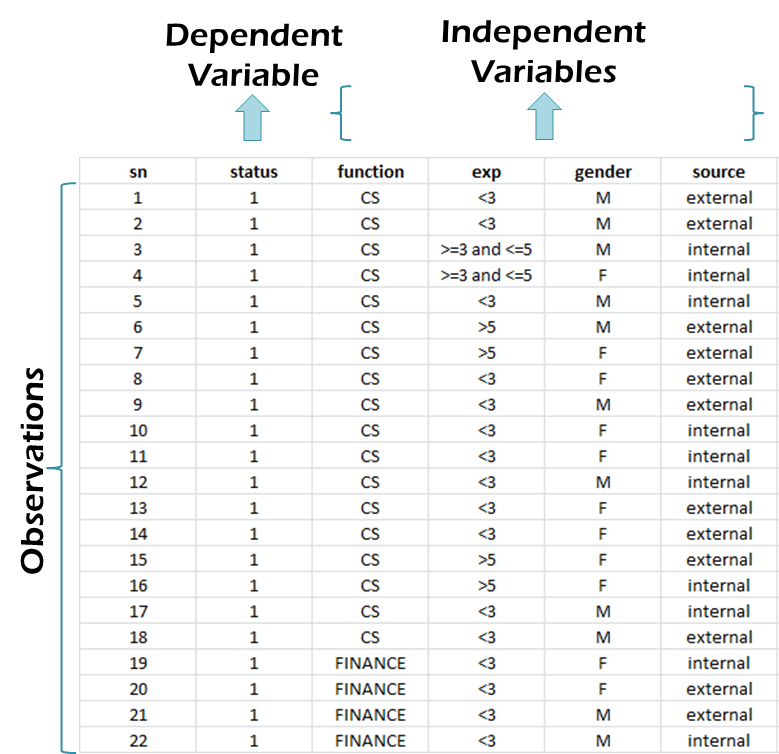 Dependent
Variable
Independent
Variables
Observations
sn status function exp gender source
1 1 CS <3 M external
2 1 CS <3 M external
3 1 CS >=3 and <=5 M internal
4 1 CS >=3 and <=5 F internal
5 1 CS <3 M internal
6 1 CS >5 M external
7 1 CS >5 F external
8 1 CS <3 F external
9 1 CS <3 M external
10 1 CS <3 F internal
11 1 CS <3 F internal
12 1 CS <3 M internal
13 1 CS <3 F external
14 1 CS <3 F external
15 1 CS >5 F external
16 1 CS >5 F internal
17 1 CS <3 M internal
18 1 CS <3 M external
19 1 FINANCE <3 F internal
20 1 FINANCE <3 F external
21 1 FINANCE <3 M external
22 1 FINANCE <3 M internal